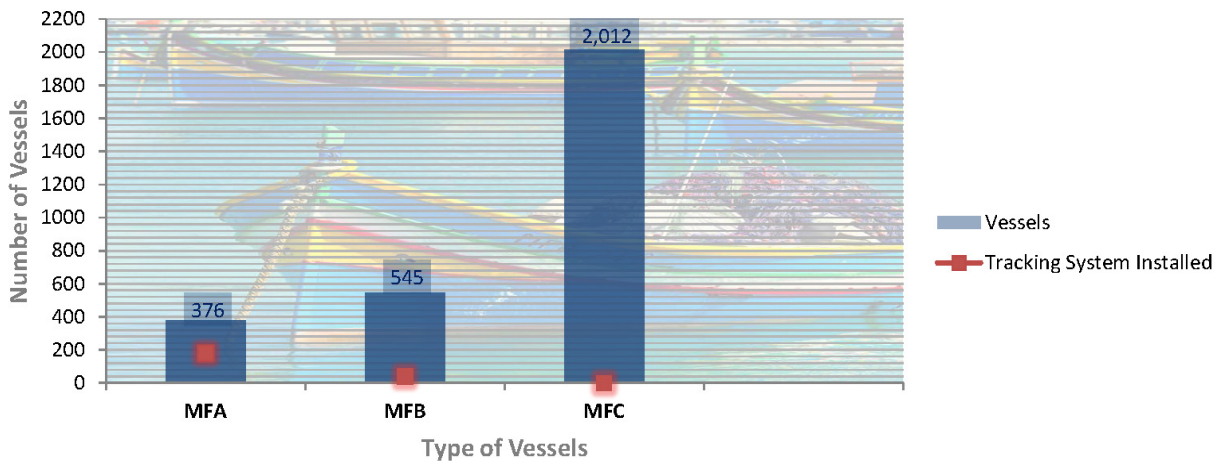 Number of Vessels
2200
2000
1800
1600
1400
1200
1000
800
600
400
200
0
376
545
2,012
MFA
MFB
MFC
Type of Vessels
Vessels
Tracking System Installed